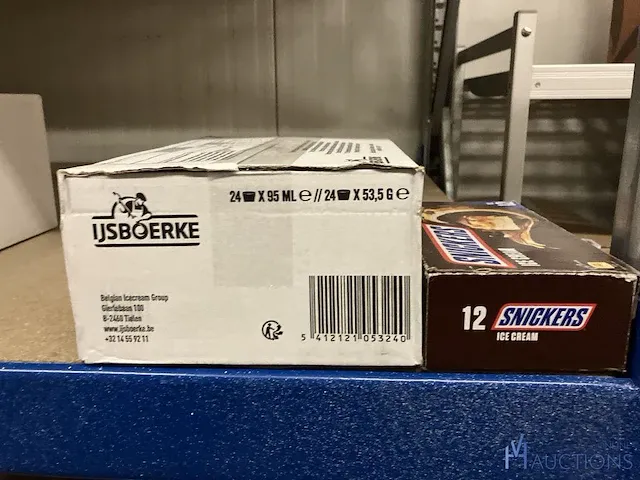 24 X 95 ML e // 24 X 53,5 G e
IJSBOERKE
Belgian Icecream Group
Gierlebaan 100
B-2460 Tielen
www.ijsboerke.be
+32 14 55 92 11
5 412121 053240
SNICKERS
12 SNICKERS
ICE CREAM
VH AUCTIONS